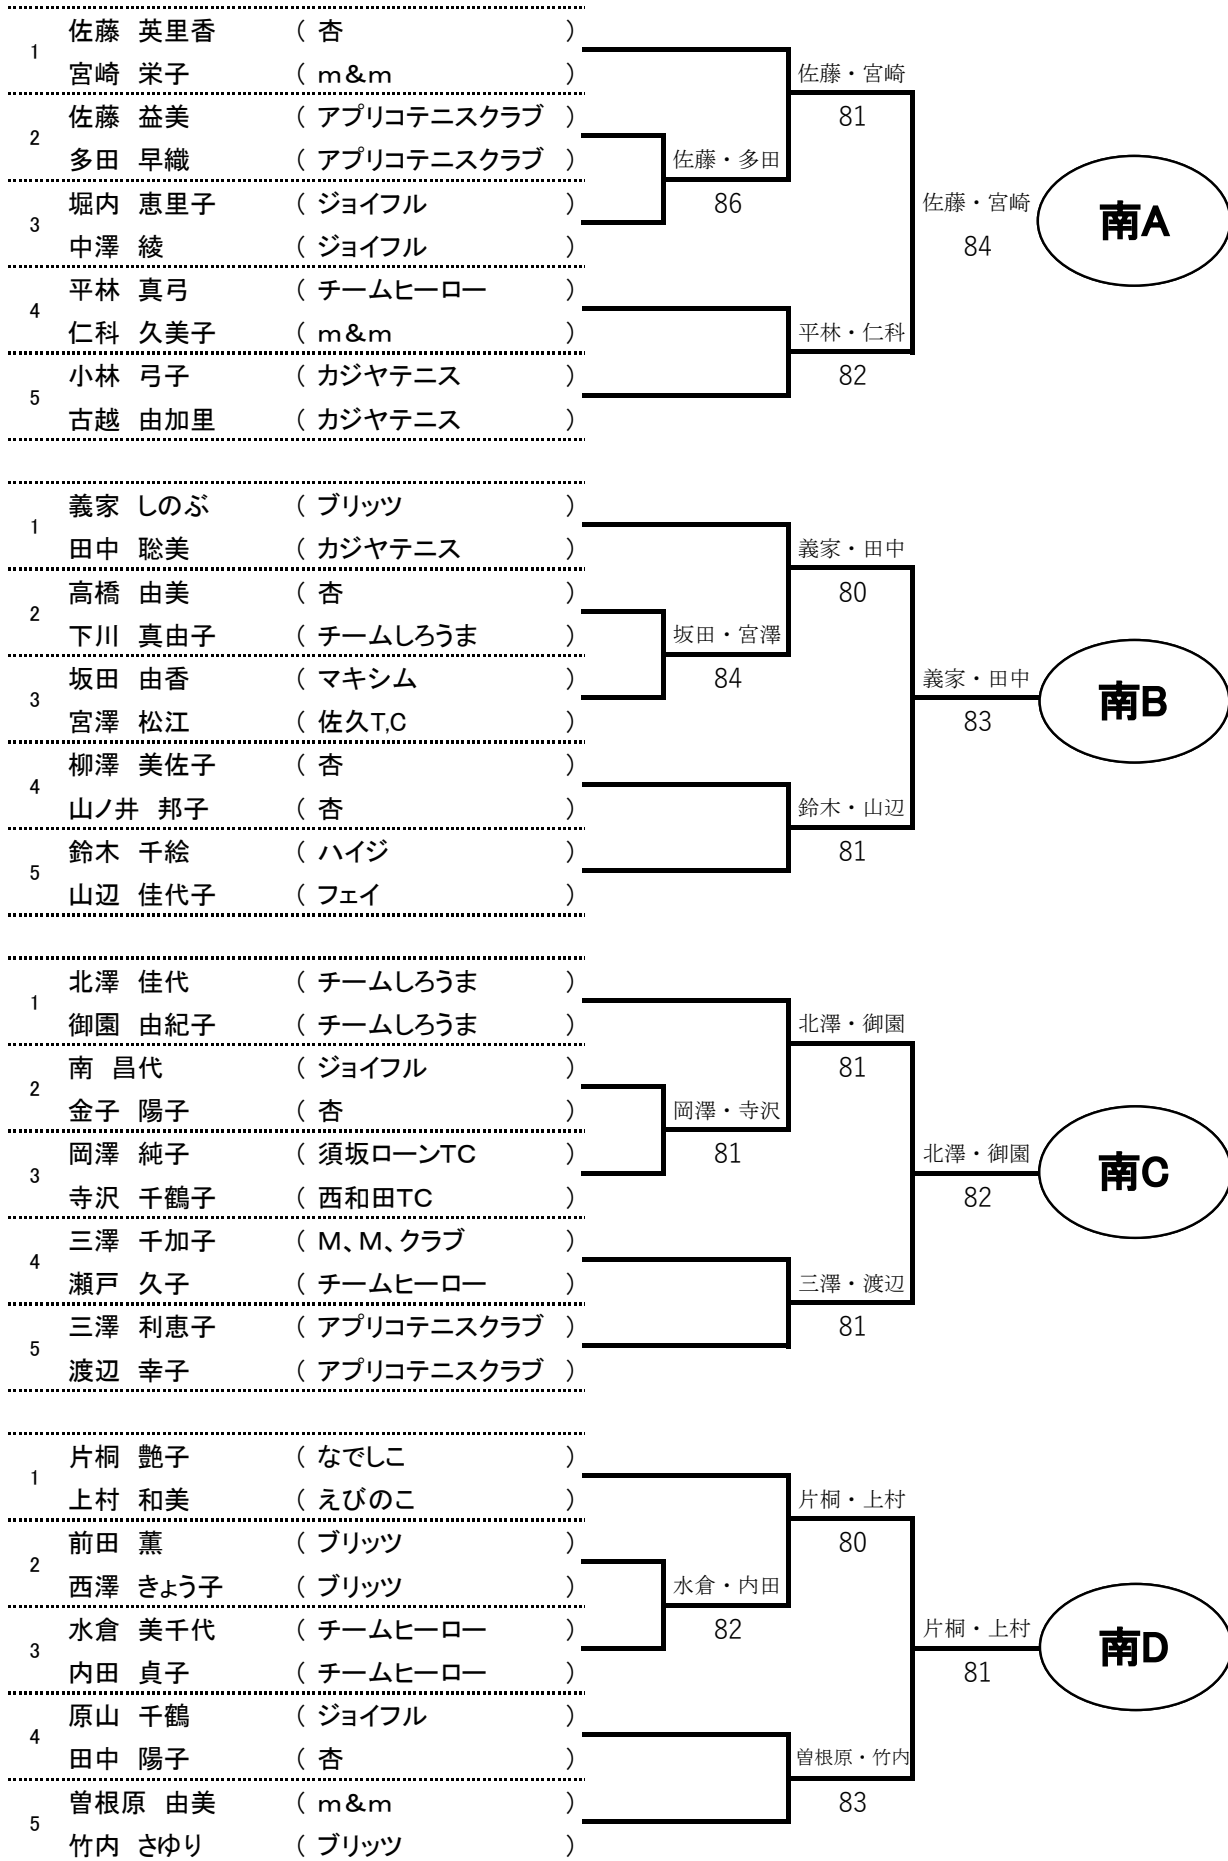 1
佐藤 英里香 ( 杏 )
宮崎 栄子 ( m&m )
2
佐藤 益美 ( アプリコテニスクラブ )
多田 早織 ( アプリコテニスクラブ )
3
堀内 恵里子 ( ジョイフル )
中澤 綾 ( ジョイフル )
4
平林 真弓 ( チームヒーロー )
仁科 久美子 ( m&m )
5
小林 弓子 ( カジヤテニス )
古越 由加里 ( カジヤテニス )
佐藤・多田
86
佐藤・宮崎
81
平林・仁科
82
佐藤・宮崎
84
南A
1
義家 しのぶ ( ブリッツ )
田中 聡美 ( カジヤテニス )
2
高橋 由美 ( 杏 )
下川 真由子 ( チームしろうま )
3
坂田 由香 ( マキシム )
宮澤 松江 ( 佐久T,C )
4
柳澤 美佐子 ( 杏 )
山ノ井 邦子 ( 杏 )
5
鈴木 千絵 ( ハイジ )
山辺 佳代子 ( フェイ )
坂田・宮澤
84
義家・田中
80
鈴木・山辺
81
義家・田中
83
南B
1
北澤 佳代 ( チームしろうま )
御園 由紀子 ( チームしろうま )
2
南 昌代 ( ジョイフル )
金子 陽子 ( 杏 )
3
岡澤 純子 ( 須坂ローンTC )
寺沢 千鶴子 ( 西和田TC )
4
三澤 千加子 ( M、M、クラブ )
瀬戸 久子 ( チームヒーロー )
5
三澤 利恵子 ( アプリコテニスクラブ )
渡辺 幸子 ( アプリコテニスクラブ )
岡澤・寺沢
81
北澤・御園
81
三澤・渡辺
81
北澤・御園
82
南C
1
片桐 艶子 ( なでしこ )
上村 和美 ( えびのこ )
2
前田 薫 ( ブリッツ )
西澤 きょう子 ( ブリッツ )
3
水倉 美千代 ( チームヒーロー )
内田 貞子 ( チームヒーロー )
4
原山 千鶴 ( ジョイフル )
田中 陽子 ( 杏 )
5
曽根原 由美 ( m&m )
竹内 さゆり ( ブリッツ )
水倉・内田
82
片桐・上村
80
曽根原・竹内
83
片桐・上村
81
南D